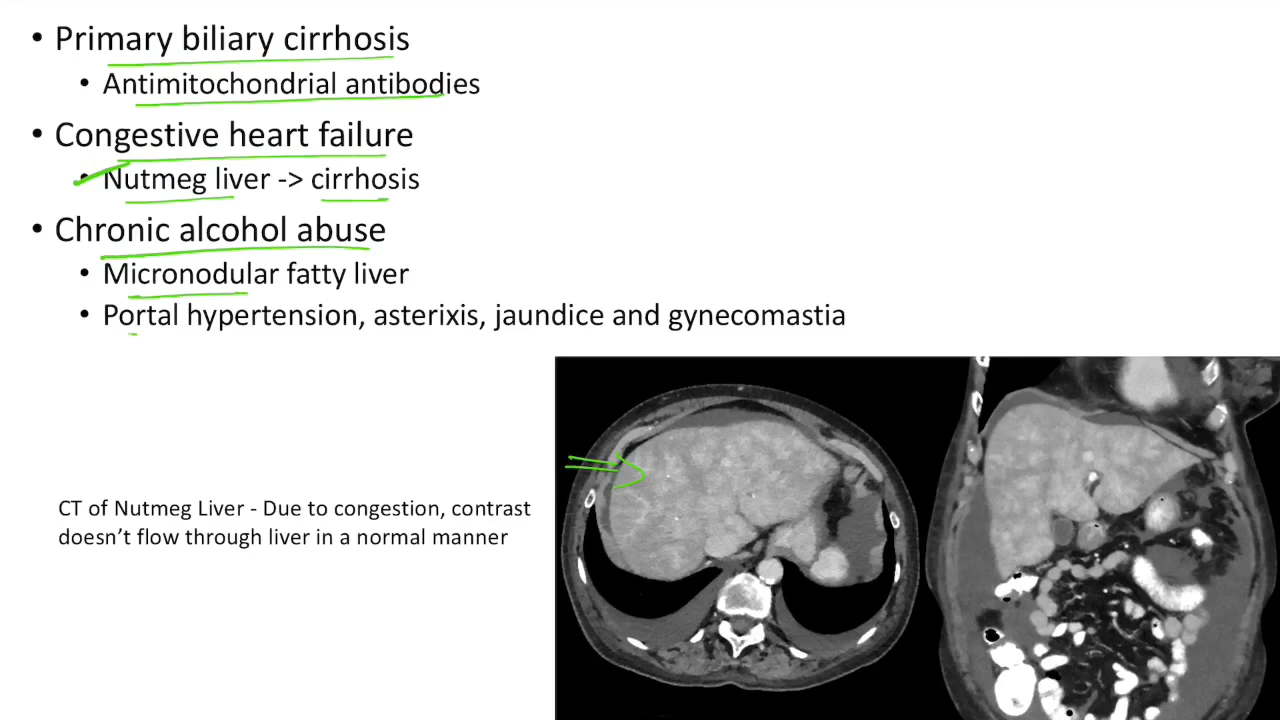 • Primary biliary cirrhosis
• Antimitochondrial antibodies
• Congestive heart failure
• Nutmeg liver -> cirrhosis
• Chronic alcohol abuse
• Micronodular fatty liver
• Portal hypertension, asterixis, jaundice and gynecomastia
CT of Nutmeg Liver - Due to congestion, contrast
doesn’t flow through liver in a normal manner